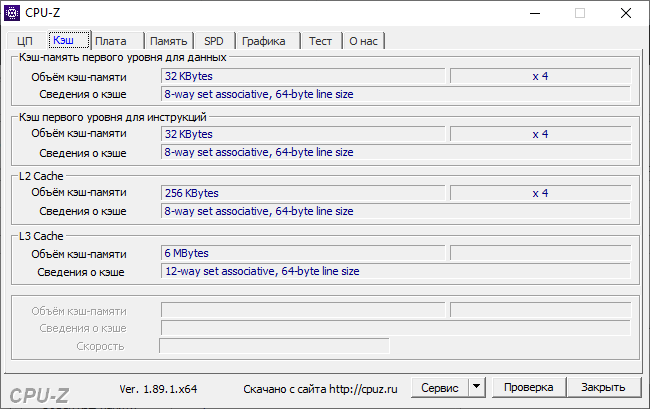 CPU-Z
ЦП Кэш Плата Память SPD Графика Тест О нас
Кэш-память первого уровня для данных
Объём кэш-памяти 32 KBytes x 4
Сведения о кэше 8-way set associative, 64-byte line size
Кэш первого уровня для инструкций
Объём кэш-памяти 32 KBytes x 4
Сведения о кэше 8-way set associative, 64-byte line size
L2 Cache
Объём кэш-памяти 256 KBytes x 4
Сведения о кэше 8-way set associative, 64-byte line size
L3 Cache
Объём кэш-памяти 6 MBytes
Сведения о кэше 12-way set associative, 64-byte line size
Объём кэш-памяти
Сведения о кэше
Скорость
CPU-Z Ver. 1.89.1.x64 Скачано с сайта http://cpuz.ru Сервис Проверка Закрыть